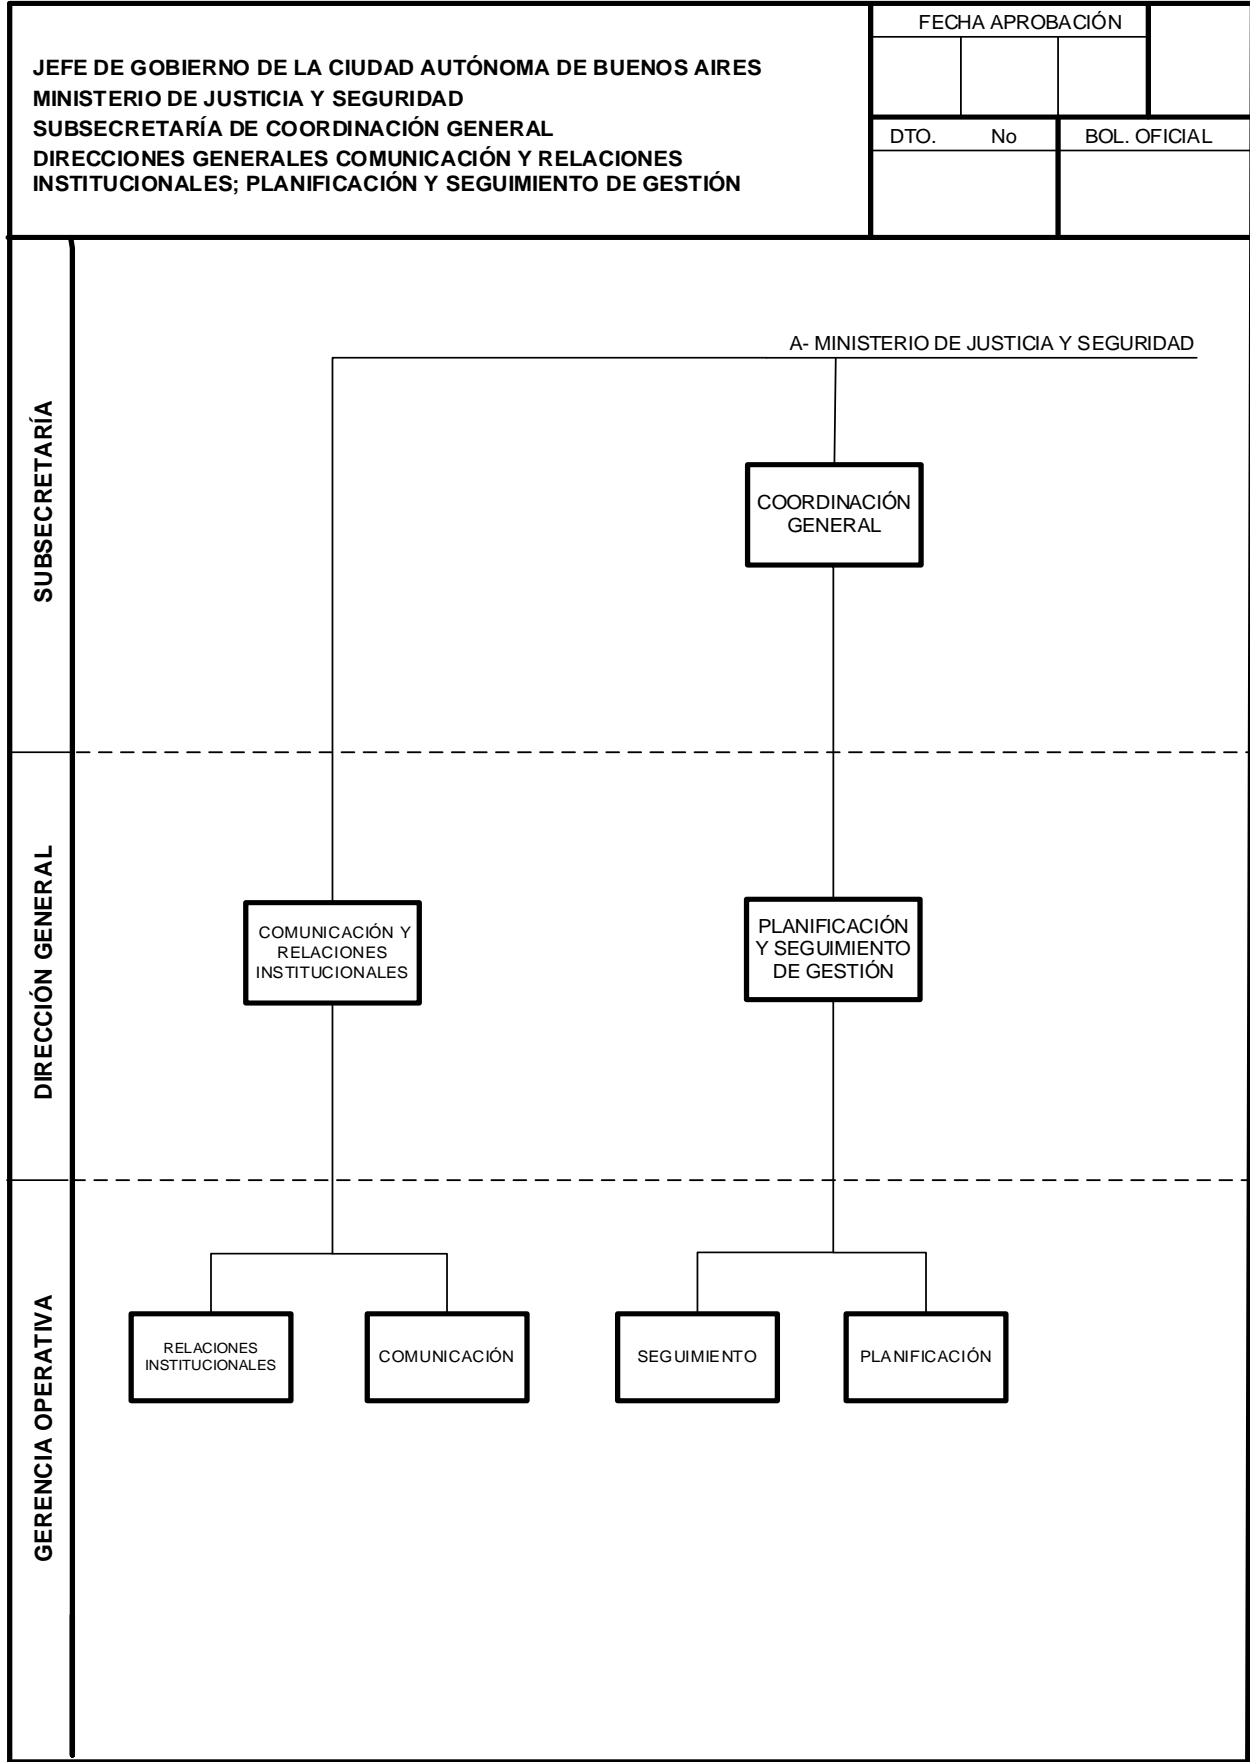 JEFE DE GOBIERNO DE LA CIUDAD AUTÓNOMA DE BUENOS AIRES
MINISTERIO DE JUSTICIA Y SEGURIDAD
SUBSECRETARÍA DE COORDINACIÓN GENERAL
DIRECCIONES GENERALES COMUNICACIÓN Y RELACIONES
INSTITUCIONALES; PLANIFICACIÓN Y SEGUIMIENTO DE GESTIÓN
FECHA APROBACIÓN
DTO. No
BOL. OFICIAL
SUBSECRETARÍA
A- MINISTERIO DE JUSTICIA Y SEGURIDAD
COORDINACIÓN
GENERAL
DIRECCIÓN GENERAL
COMUNICACIÓN Y
RELACIONES
INSTITUCIONALES
PLANIFICACIÓN
Y SEGUIMIENTO
DE GESTIÓN
GERENCIA OPERATIVA
RELACIONES
INSTITUCIONALES
COMUNICACIÓN
SEGUIMIENTO
PLANIFICACIÓN